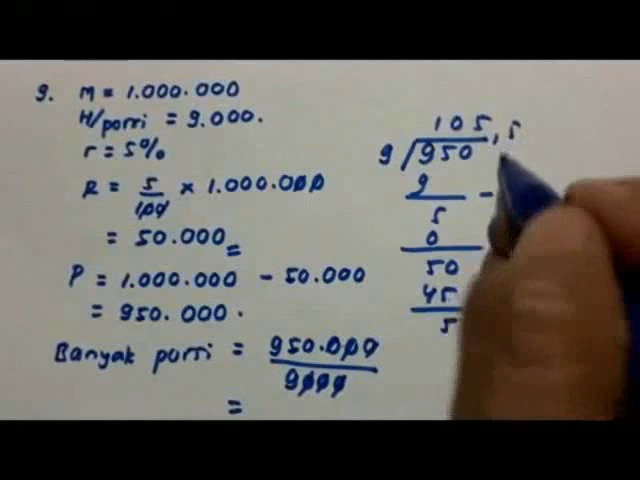 9. M = 1.000.000
H/porsi = 9.000.
r = 5%
R = 5/100 × 1.000.000
= 50.000
P = 1.000.000 - 50.000
= 950.000.
Banyak porsi = 950.000/9000
=
105,5
9 950
9 -
5
0
50
45
5